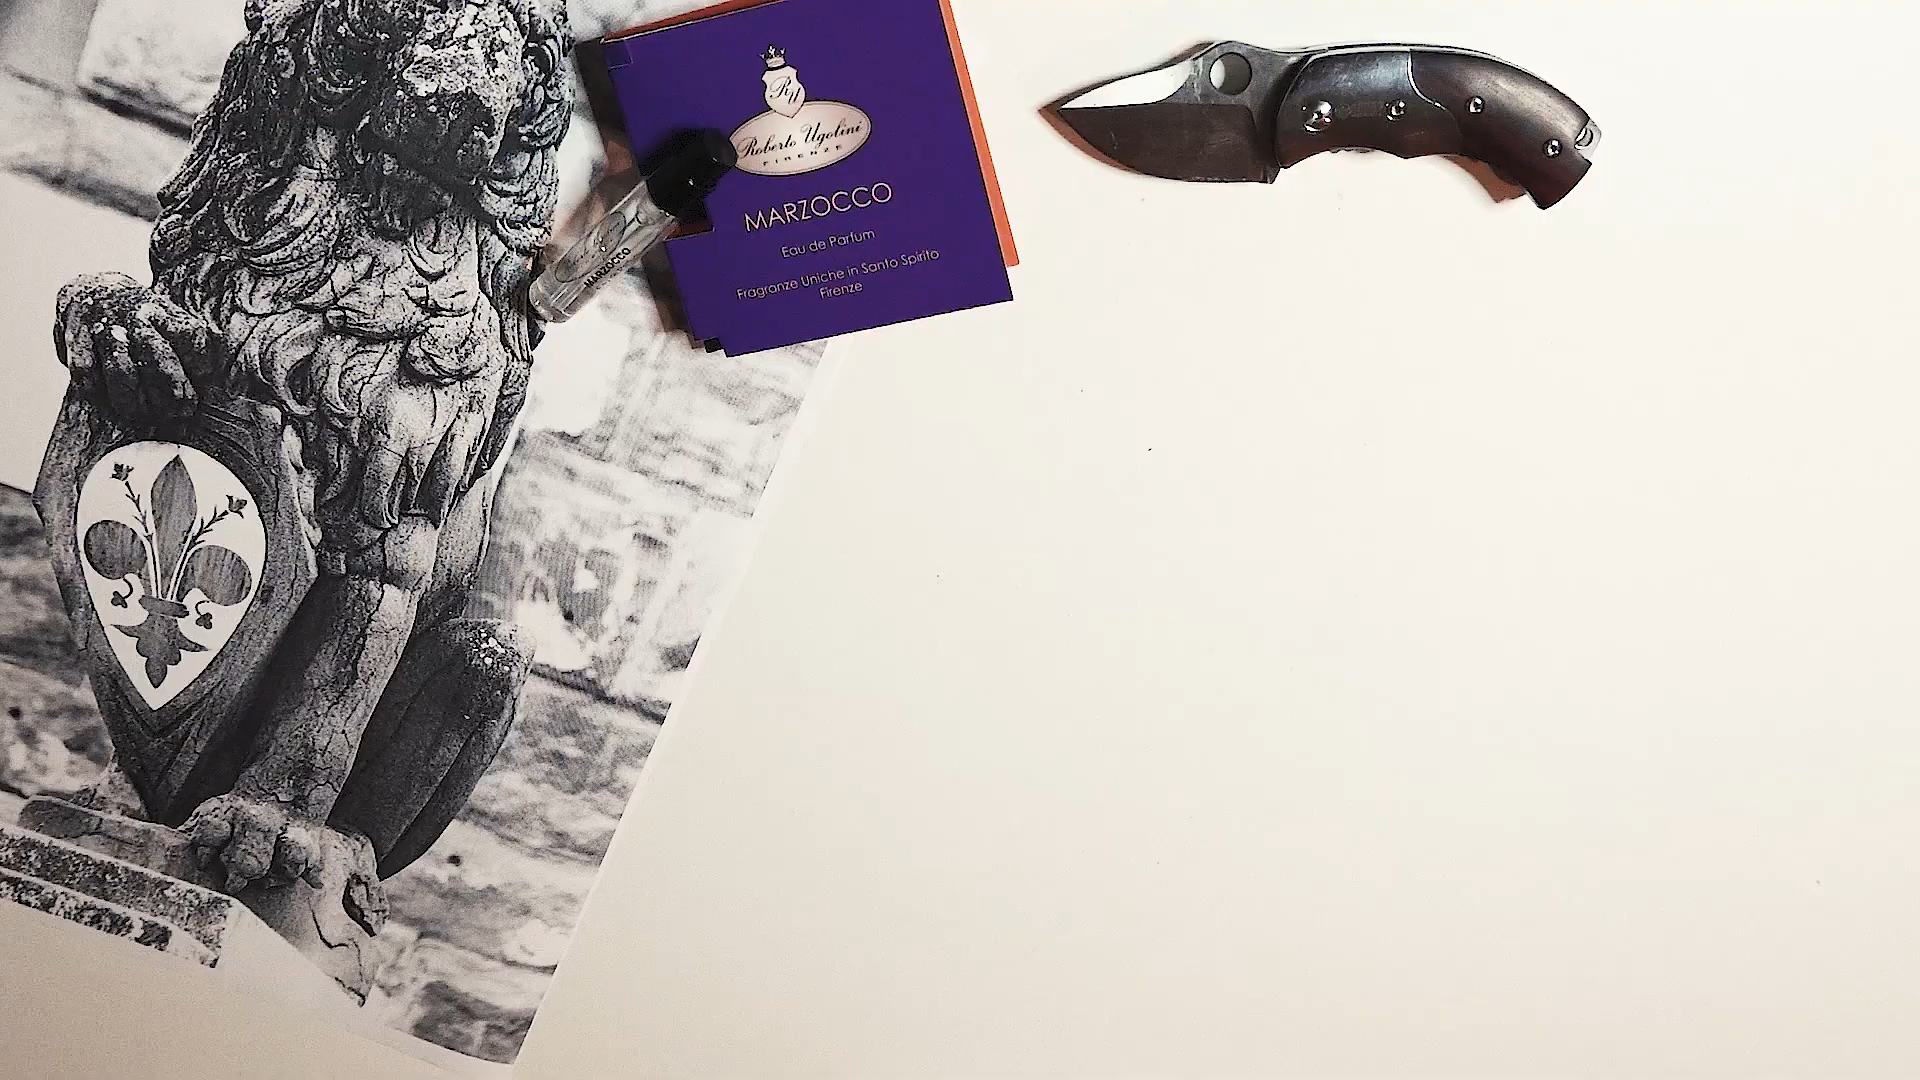 RU
Roberto Ugolini
FIRENZE
MARZOCCO
Eau de Parfum
Fragranze Uniche in Santo Spirito
Firenze
MARZOCCO